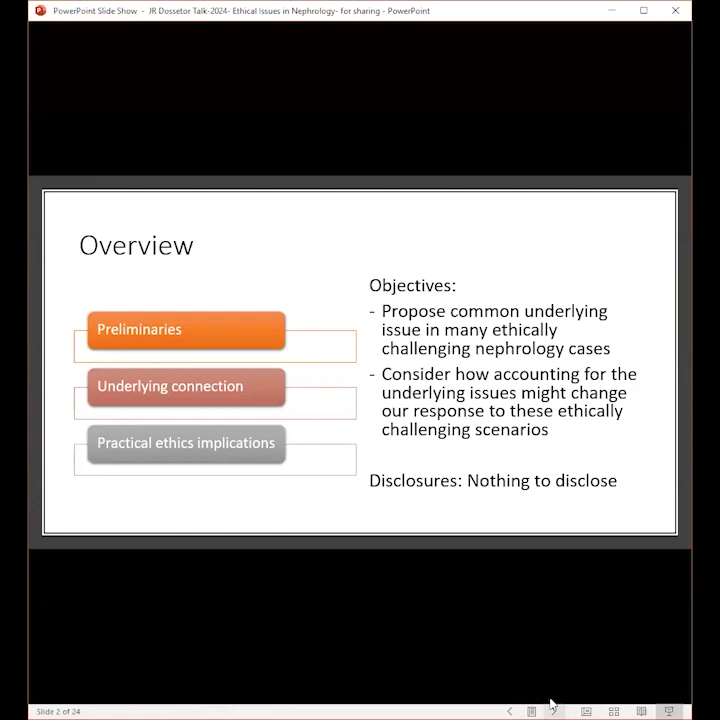 PowerPoint Slide Show - JR Dossetor Talk-2024- Ethical Issues in Nephrology- for sharing - PowerPoint
Overview
Preliminaries
Underlying connection
Practical ethics implications
Objectives:
- Propose common underlying
issue in many ethically
challenging nephrology cases
- Consider how accounting for the
underlying issues might change
our response to these ethically
challenging scenarios
Disclosures: Nothing to disclose
Slide 2 of 24